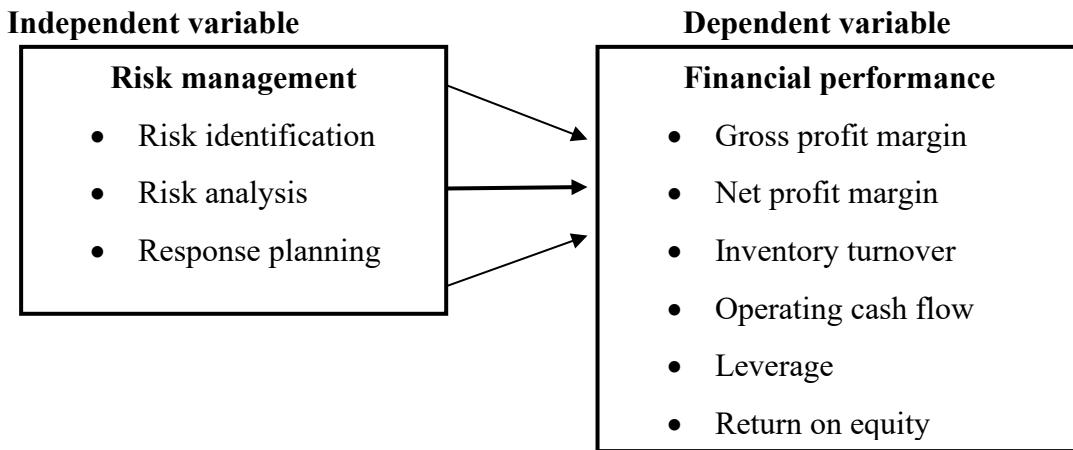 Independent variable
Risk management
• Risk identification
• Risk analysis
• Response planning
Dependent variable
Financial performance
• Gross profit margin
• Net profit margin
• Inventory turnover
• Operating cash flow
• Leverage
• Return on equity